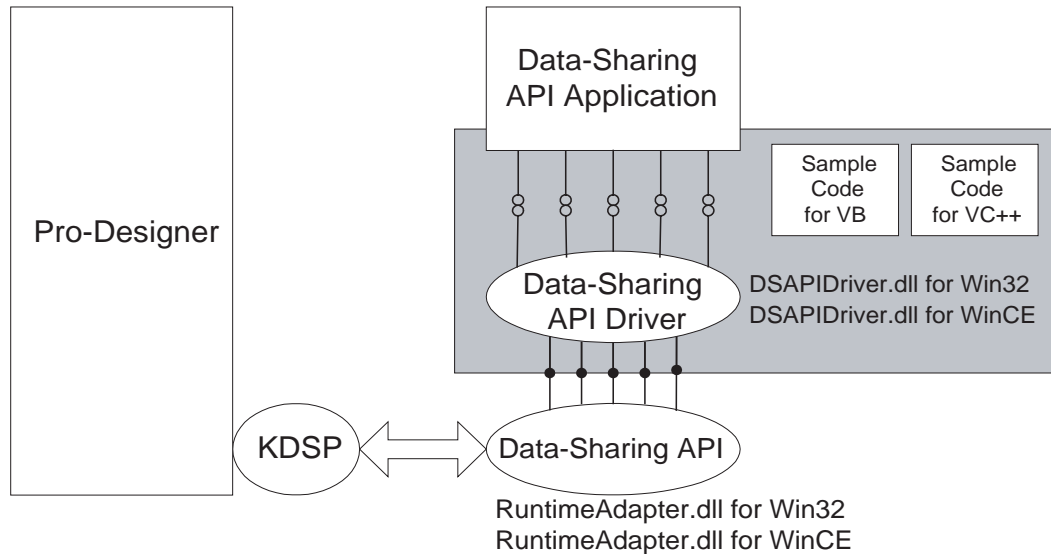 Data-Sharing
API Application
Sample
Code
for VB
Sample
Code
for VC++
Pro-Designer
Data-Sharing
API Driver
DSAPIDriver.dll for Win32
DSAPIDriver.dll for WinCE
KDSP
Data-Sharing API
RuntimeAdapter.dll for Win32
RuntimeAdapter.dll for WinCE